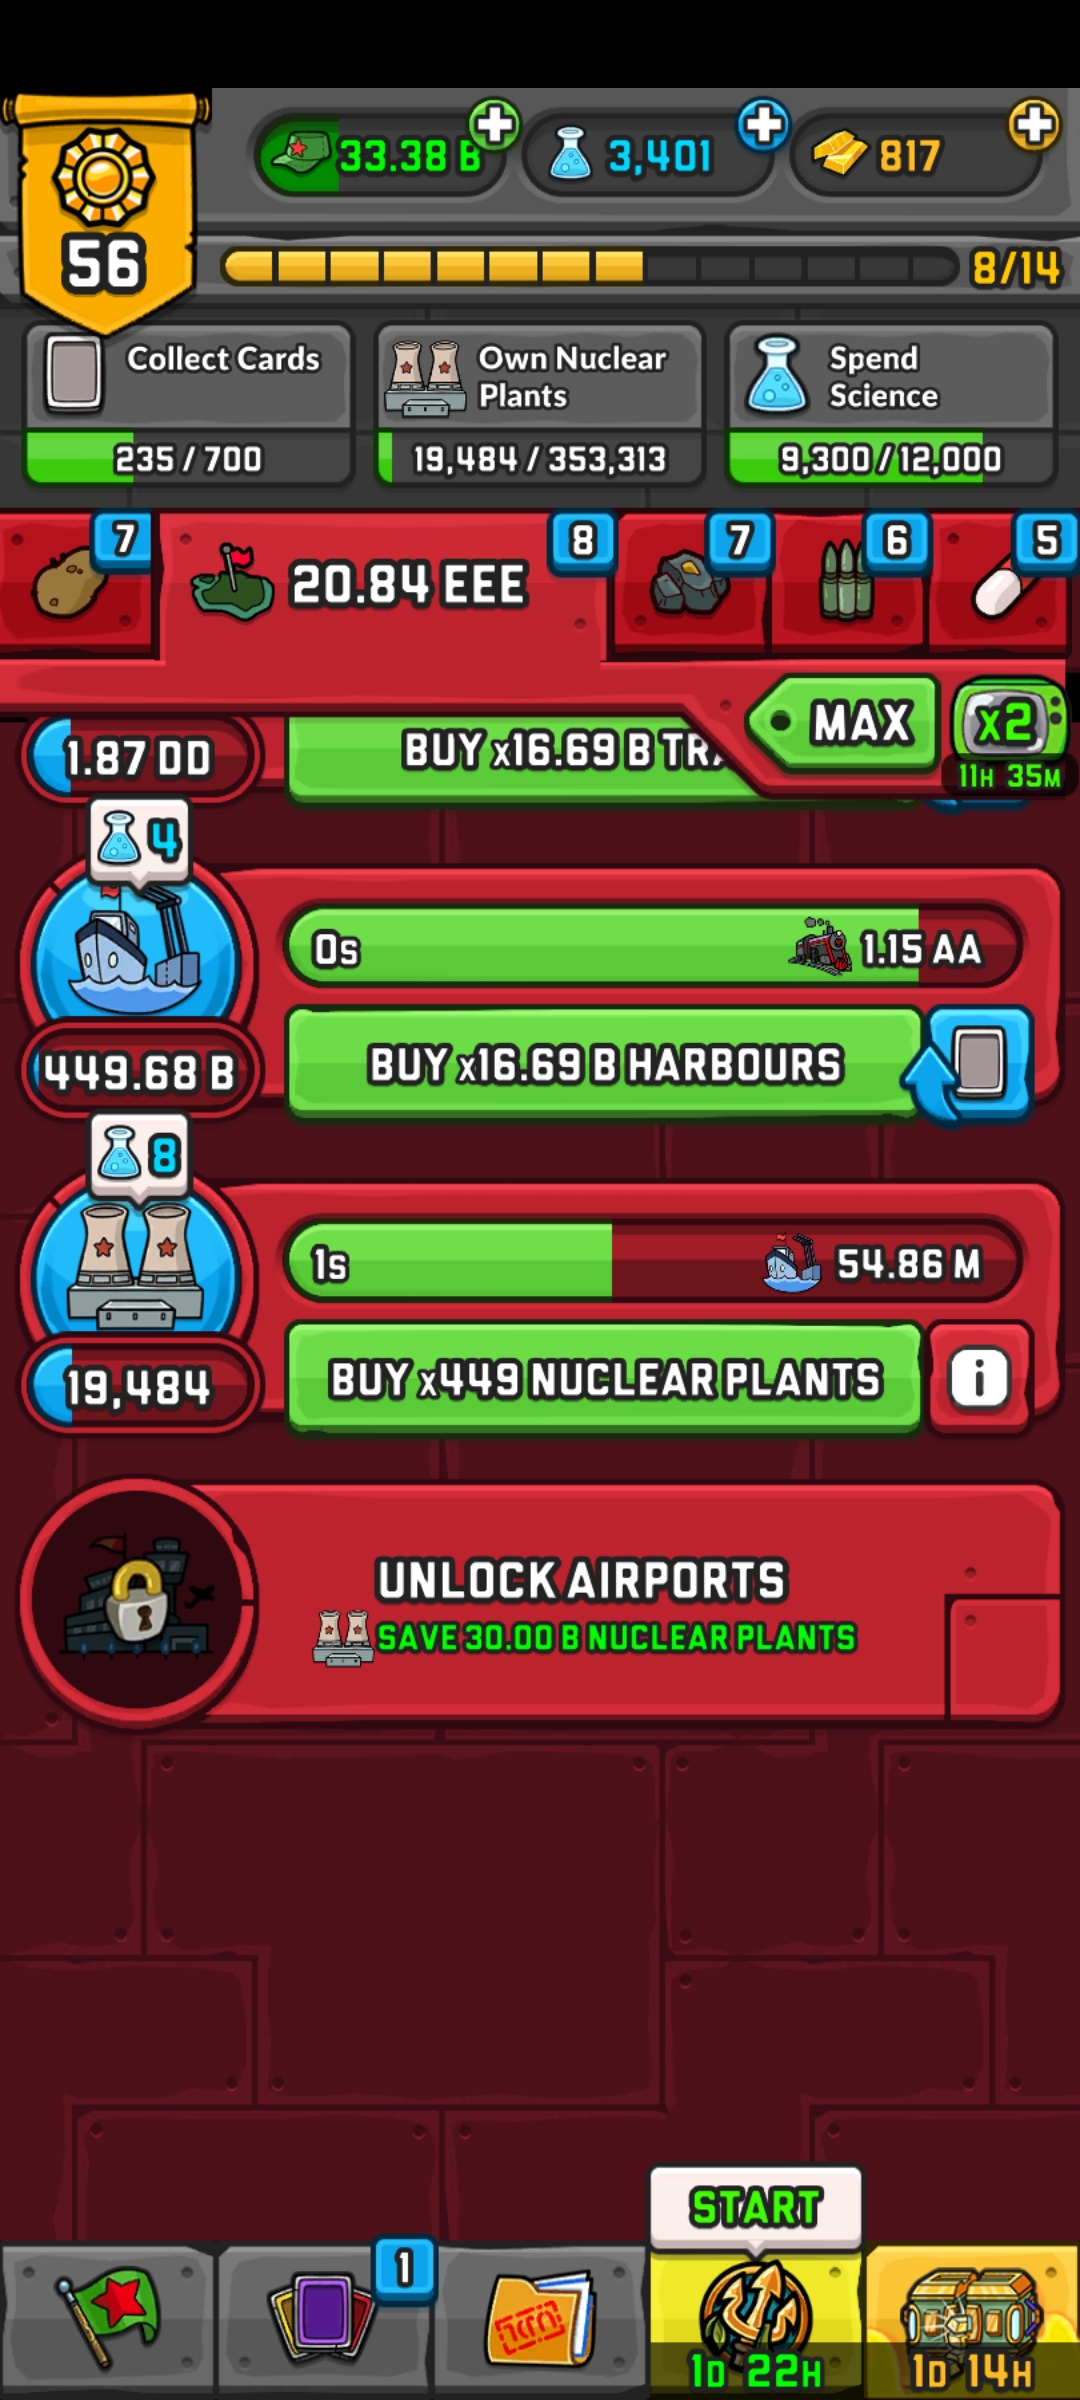 33.38 B
3,401
817
56
8/14
Collect Cards
235 / 700
Own Nuclear
Plants
19,484 / 353,313
Spend
Science
9,300 / 12,000
7
20.84 EEE
8
7
6
5
MAX
x2
11H 35M
1.87 DD
BUY x16.69 B
4
0s
1.15 AA
449.68 B
BUY x16.69 B HARBOURS
8
1s
54.86 M
19,484
BUY x449 NUCLEAR PLANTS
i
UNLOCK AIRPORTS
SAVE 30.00 B NUCLEAR PLANTS
START
1
1D 22H
1D 14H